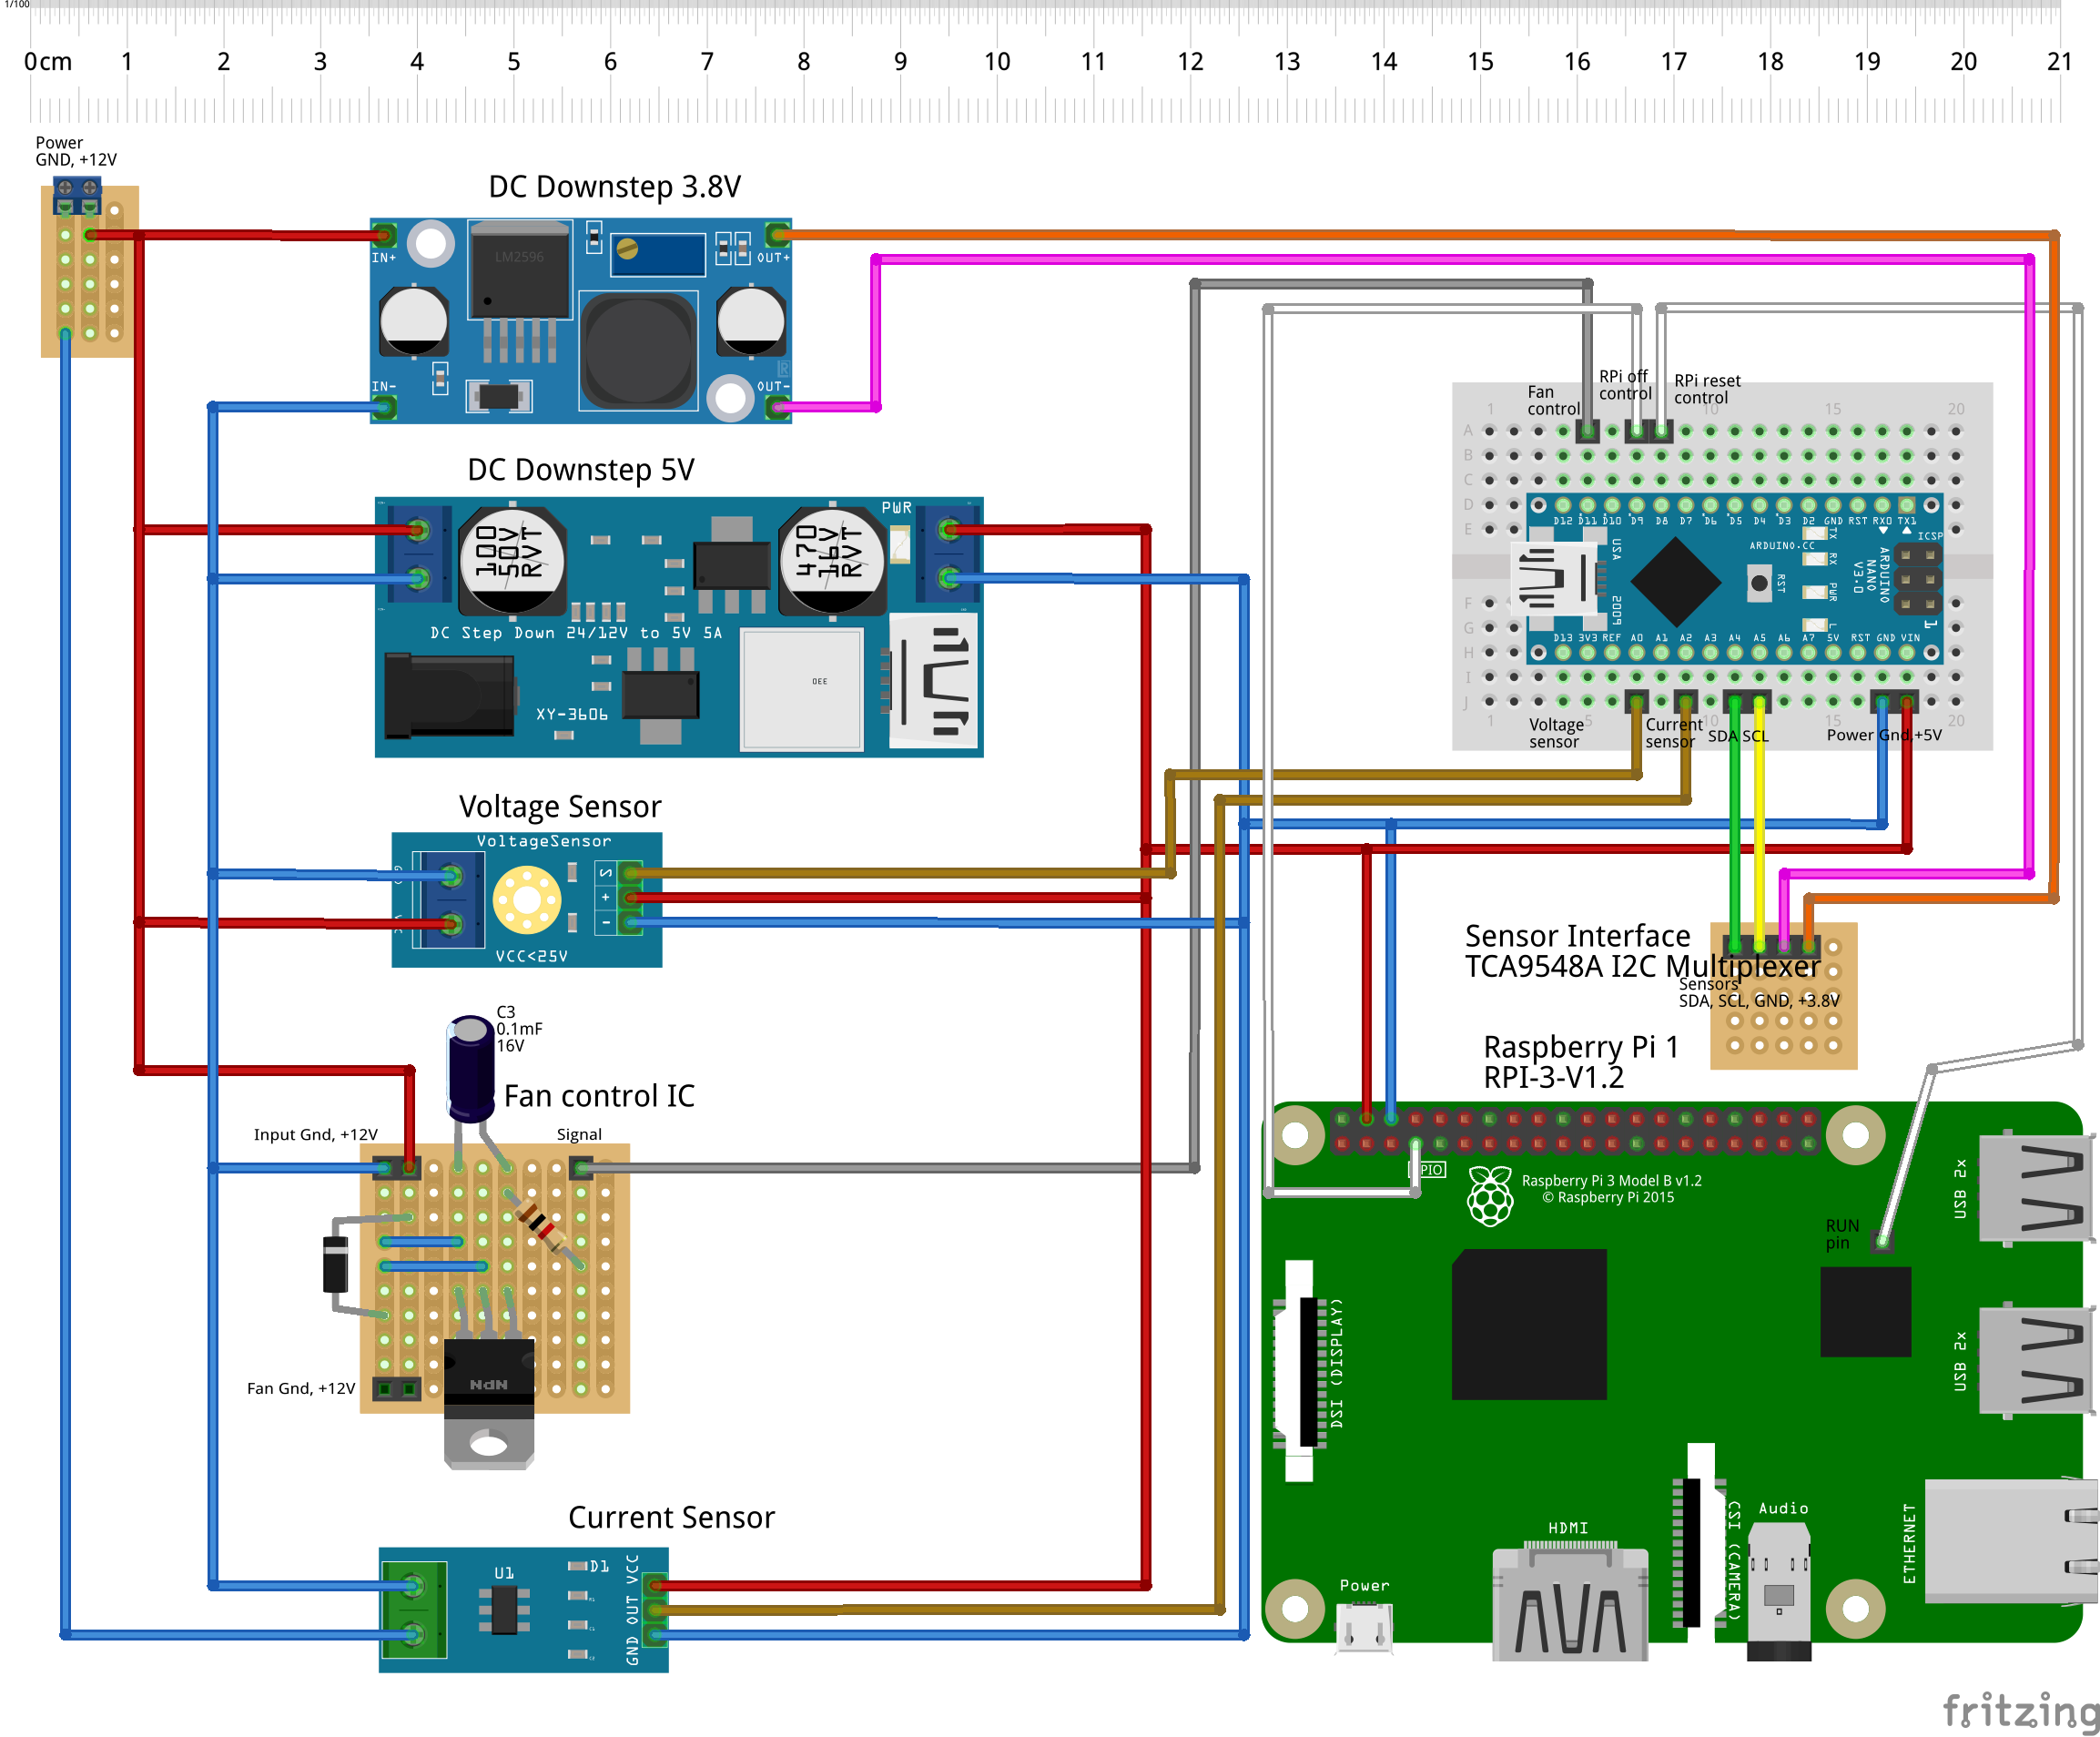 1/100
0cm 1 2 3 4 5 6 7 8 9 10 11 12 13 14 15 16 17 18 19 20 21
Power
GND, +12V
DC Downstep 3.8V
LM2596
IN+
OUT+
IN-
OUT-
DC Downstep 5V
PWR
100
50V
RVT
470
16V
RVT
DC Step Down 24/12V to 5V 5A
XY-3606
Voltage Sensor
VoltageSensor
S
+
-
VCC<25V
C3
0.1mF
16V
Fan control IC
Input Gnd, +12V
Signal
NPN
Fan Gnd, +12V
Current Sensor
U1
D1
GND OUT VCC
Fan
control
RPi off
control
RPi reset
control
1 10 15 20
A
B
C
D
E
F
G
H
I
J
D12 D11 D10 D9 D8 D7 D6 D5 D4 D3 D2 GND RST RX0 TX1
USA
2009
ARDUINO.CC
RST
TX
RX
PWR
L
ARDUINO
NANO
V3.0
ICSP
1
D13 3V3 REF A0 A1 A2 A3 A4 A5 A6 A7 5V RST GND VIN
1 5 10 15 20
Voltage
sensor
Current
sensor
SDA SCL
Power Gnd,+5V
Sensor Interface
TCA9548A I2C Multiplexer
Sensors
SDA, SCL, GND, +3.8V
Raspberry Pi 1
RPI-3-V1.2
GPIO
Raspberry Pi 3 Model B v1.2
© Raspberry Pi 2015
RUN
pin
USB 2x
USB 2x
DSI (DISPLAY)
CSI (CAMERA)
Audio
HDMI
ETHERNET
Power
fritzing